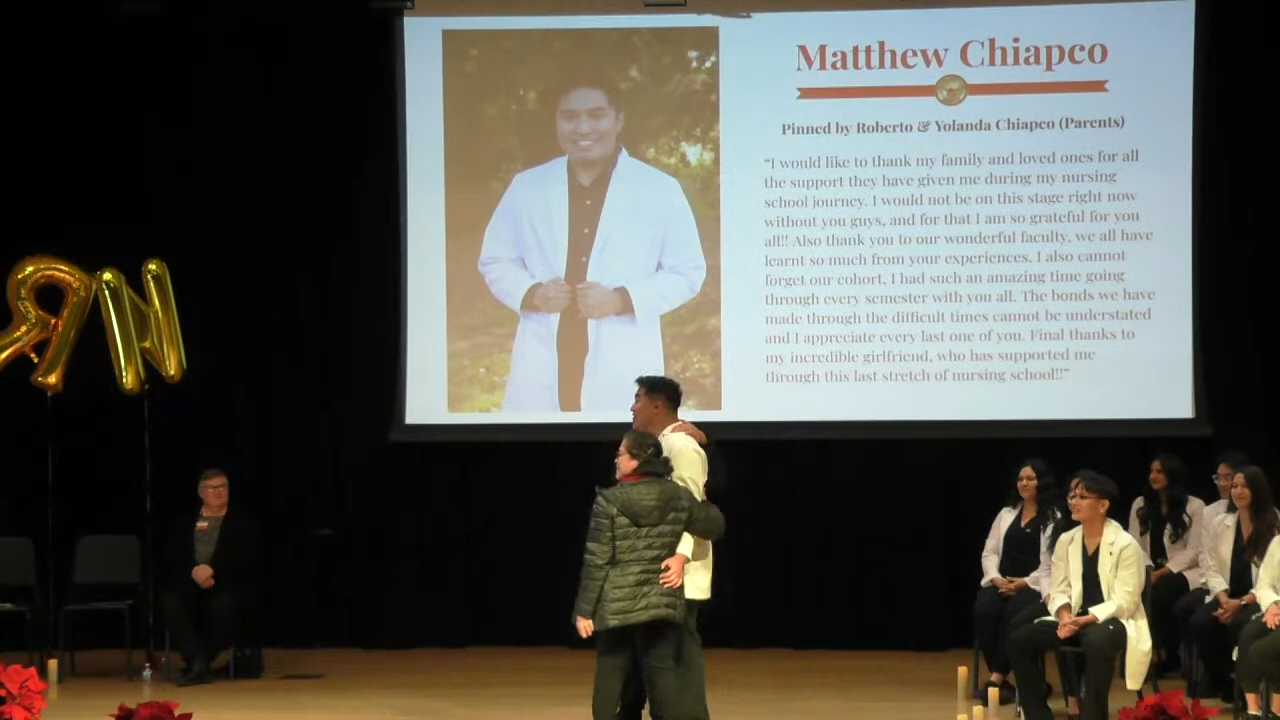 RN
Matthew Chiapco
Pinned by Roberto & Yolanda Chiapco (Parents)
"I would like to thank my family and loved ones for all
the support they have given me during my nursing
school journey. I would not be on this stage right now
without you guys, and for that I am so grateful for you
all!! Also thank you to our wonderful faculty, we all have
learnt so much from your experiences. I also cannot
forget our cohort, I had such an amazing time going
through every semester with you all. The bonds we have
made through the difficult times cannot be understated
and I appreciate every last one of you. Final thanks to
my incredible girlfriend, who has supported me
through this last stretch of nursing school!!"